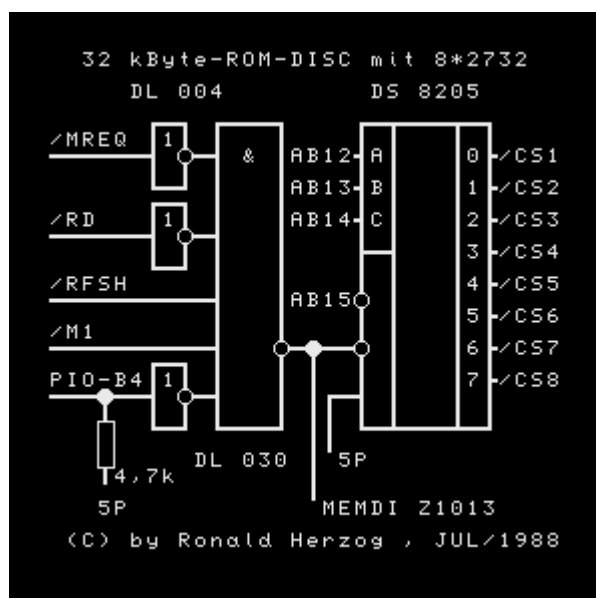 32 kByte-ROM-DISC mit 8*2732
DL 004 DS 8205
/MREQ 1 & AB12 A 0 /CS1
AB13 B 1 /CS2
/RD 1 AB14 C 2 /CS3
3 /CS4
/RFSH 4 /CS5
AB15
5 /CS6
/M1 6 /CS7
PIO-B4 1 7 /CS8
DL 030 5P
4,7k
5P MEMDI Z1013
(C) by Ronald Herzog , JUL/1988